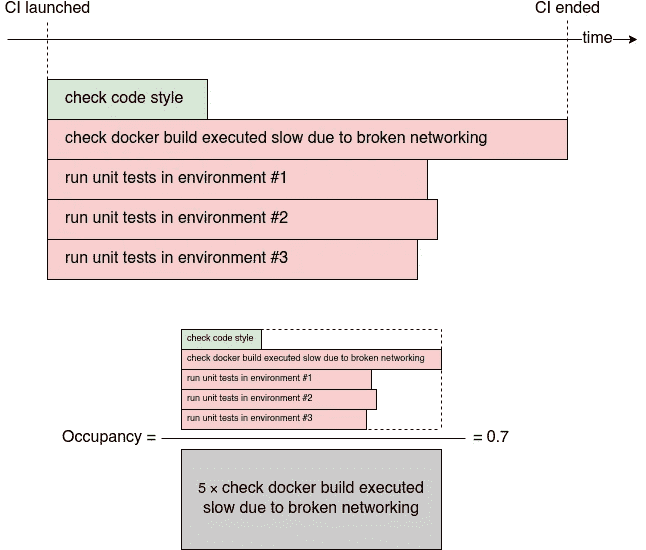 CI launched
CI ended
time
check code style
check docker build executed slow due to broken networking
run unit tests in environment #1
run unit tests in environment #2
run unit tests in environment #3
check code style
check docker build executed slow due to broken networking
run unit tests in environment #1
run unit tests in environment #2
run unit tests in environment #3
Occupancy =
= 0.7
5 × check docker build executed
slow due to broken networking